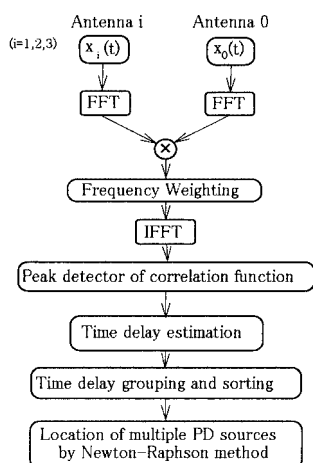 Antenna i Antenna 0
(i=1,2,3) x_i(t) x_0(t)
FFT FFT
×
Frequency Weighting
IFFT
Peak detector of correlation function
Time delay estimation
Time delay grouping and sorting
Location of multiple PD sources
by Newton-Raphson method